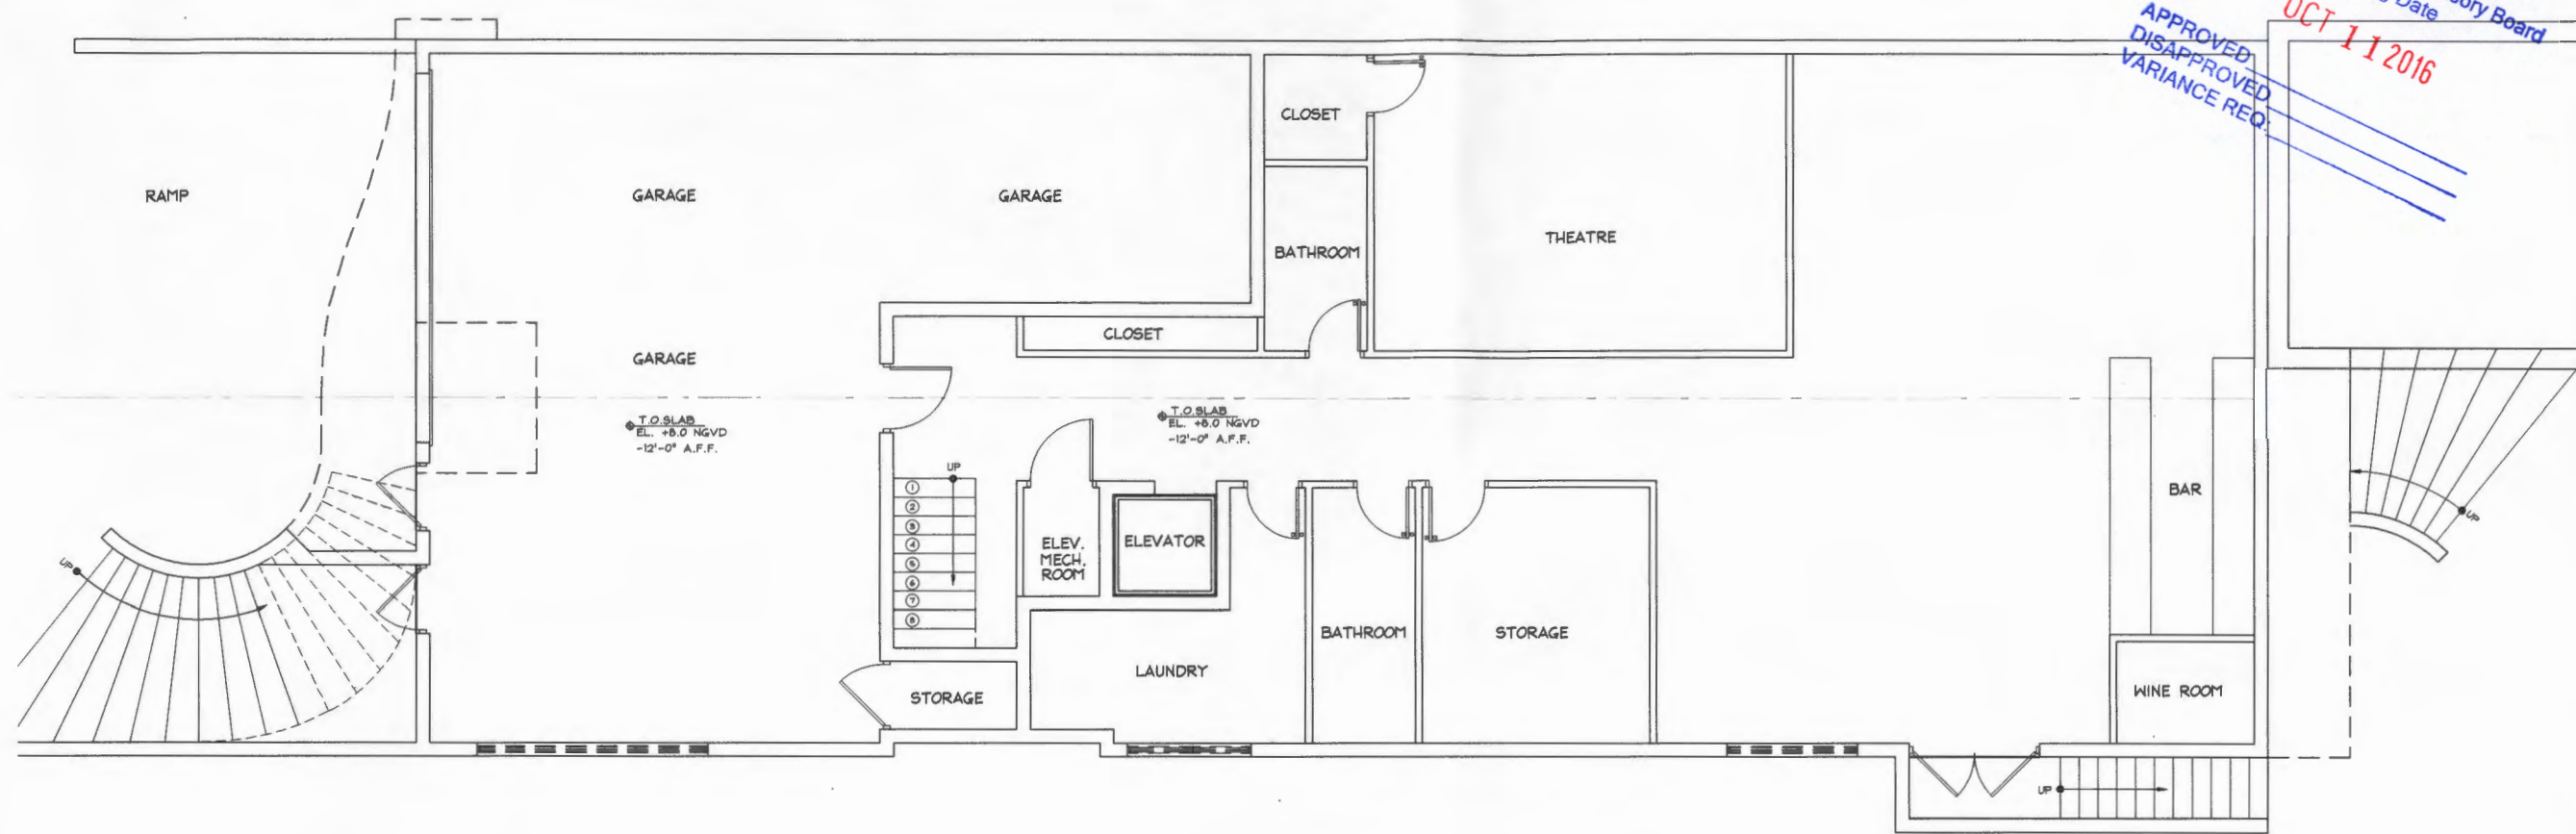 ory Board
Date
OCT 11 2016
APPROVED
DISAPPROVED
VARIANCE REQ:
RAMP
GARAGE
GARAGE
CLOSET
BATHROOM
THEATRE
CLOSET
GARAGE
T.O.SLAB
EL. +8.0 NGVD
-12'-0" A.F.F.
T.O.SLAB
EL. +8.0 NGVD
-12'-0" A.F.F.
UP
1
2
3
4
5
6
7
8
ELEV.
MECH.
ROOM
ELEVATOR
BAR
UP
UP
BATHROOM
STORAGE
LAUNDRY
STORAGE
WINE ROOM
UP